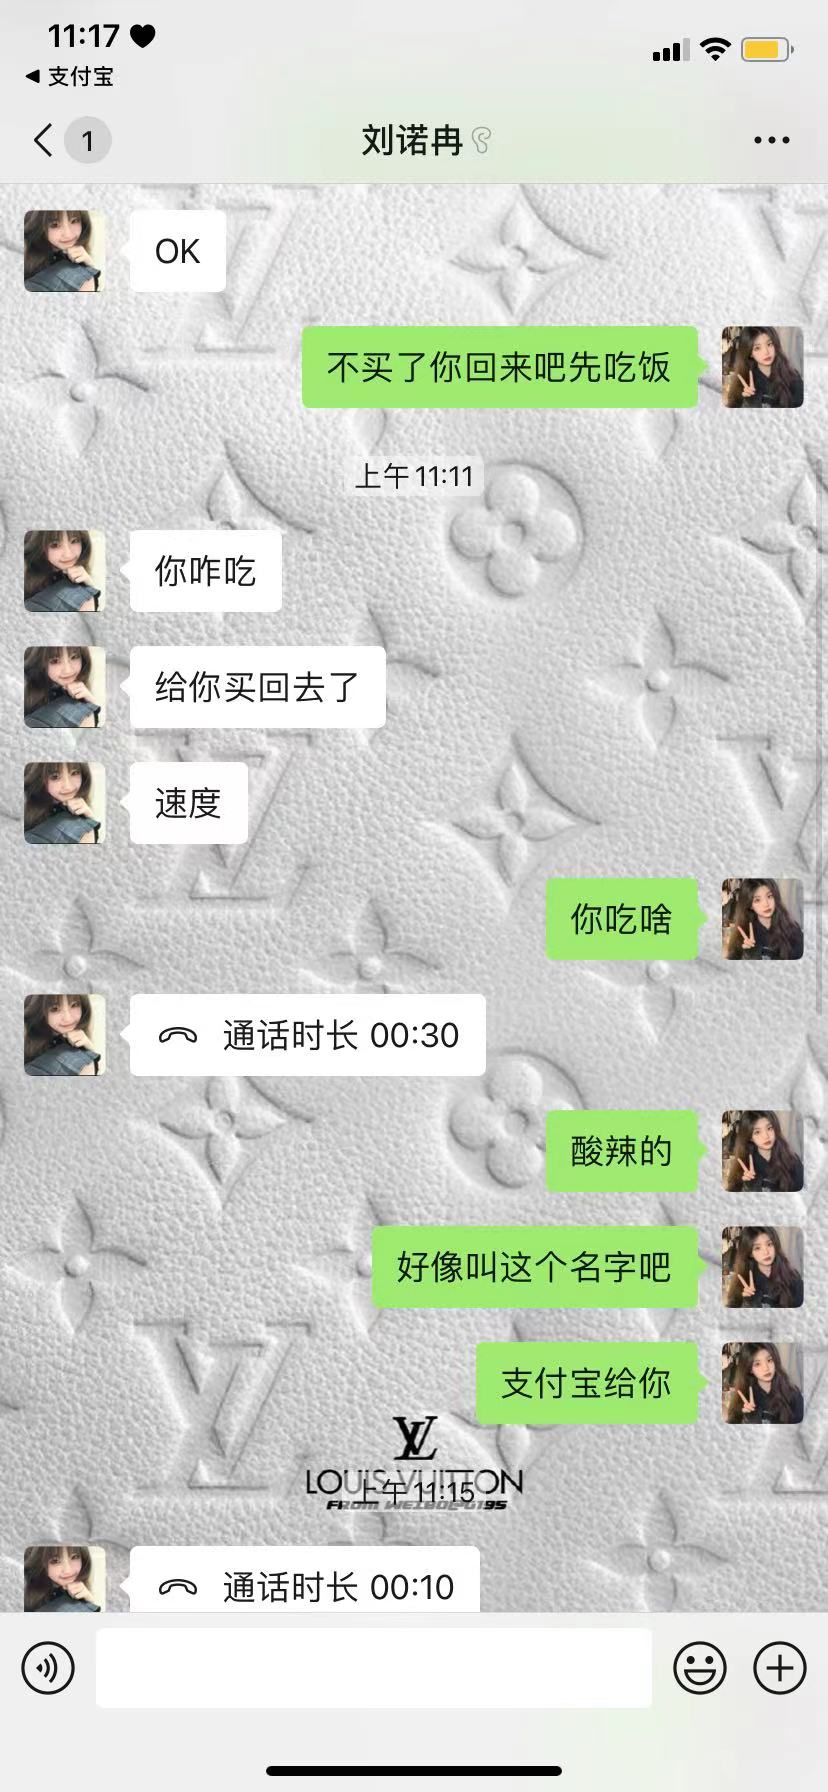 11:17
支付宝
1
刘诺冉
OK
不买了你回来吧先吃饭
上午 11:11
你咋吃
给你买回去了
速度
你吃啥
通话时长 00:30
酸辣的
好像叫这个名字吧
支付宝给你
LV
LOUIS VUITTON
上午 11:15
FROM WEIBO@G195
通话时长 00:10